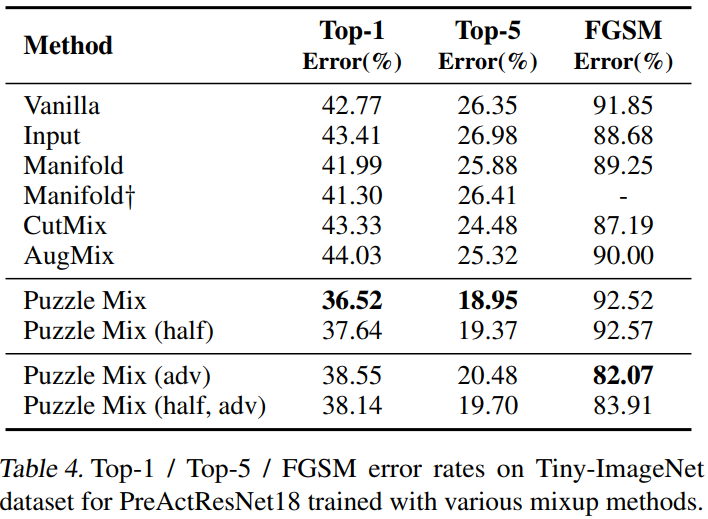 Method Top-1 Error(%) Top-5 Error(%) FGSM Error(%)
Vanilla 42.77 26.35 91.85
Input 43.41 26.98 88.68
Manifold 41.99 25.88 89.25
Manifold† 41.30 26.41 -
CutMix 43.33 24.48 87.19
AugMix 44.03 25.32 90.00
Puzzle Mix 36.52 18.95 92.52
Puzzle Mix (half) 37.64 19.37 92.57
Puzzle Mix (adv) 38.55 20.48 82.07
Puzzle Mix (half, adv) 38.14 19.70 83.91
Table 4. Top-1 / Top-5 / FGSM error rates on Tiny-ImageNet
dataset for PreActResNet18 trained with various mixup methods.